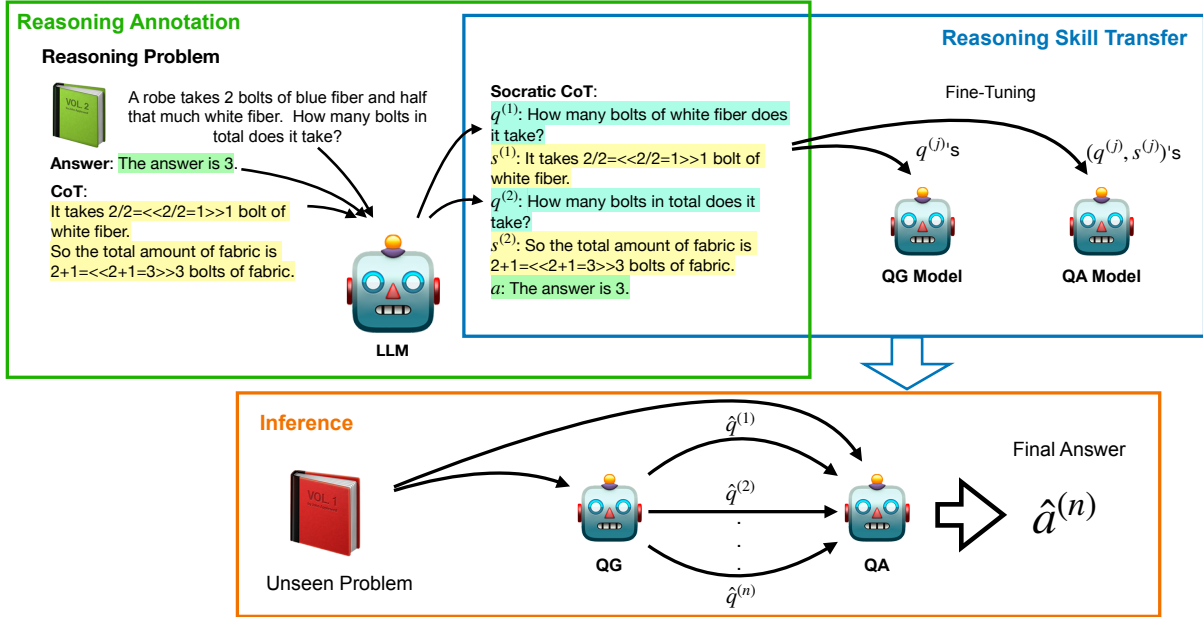 Reasoning Annotation
Reasoning Problem
VOL. 2
A robe takes 2 bolts of blue fiber and half
that much white fiber. How many bolts in
total does it take?
Answer: The answer is 3.
CoT:
It takes 2/2=<<2/2=1>>1 bolt of
white fiber.
So the total amount of fabric is
2+1=<<2+1=3>>3 bolts of fabric.
LLM
Socratic CoT:
q^(1): How many bolts of white fiber does
it take?
s^(1): It takes 2/2=<<2/2=1>>1 bolt of
white fiber.
q^(2): How many bolts in total does it
take?
s^(2): So the total amount of fabric is
2+1=<<2+1=3>>3 bolts of fabric.
a: The answer is 3.
Reasoning Skill Transfer
Fine-Tuning
q^(j)'s
(q^(j), s^(j))'s
QG Model
QA Model
Inference
VOL. 1
Unseen Problem
QG
q̂^(1)
q̂^(2)
.
.
.
q̂^(n)
QA
Final Answer
â^(n)